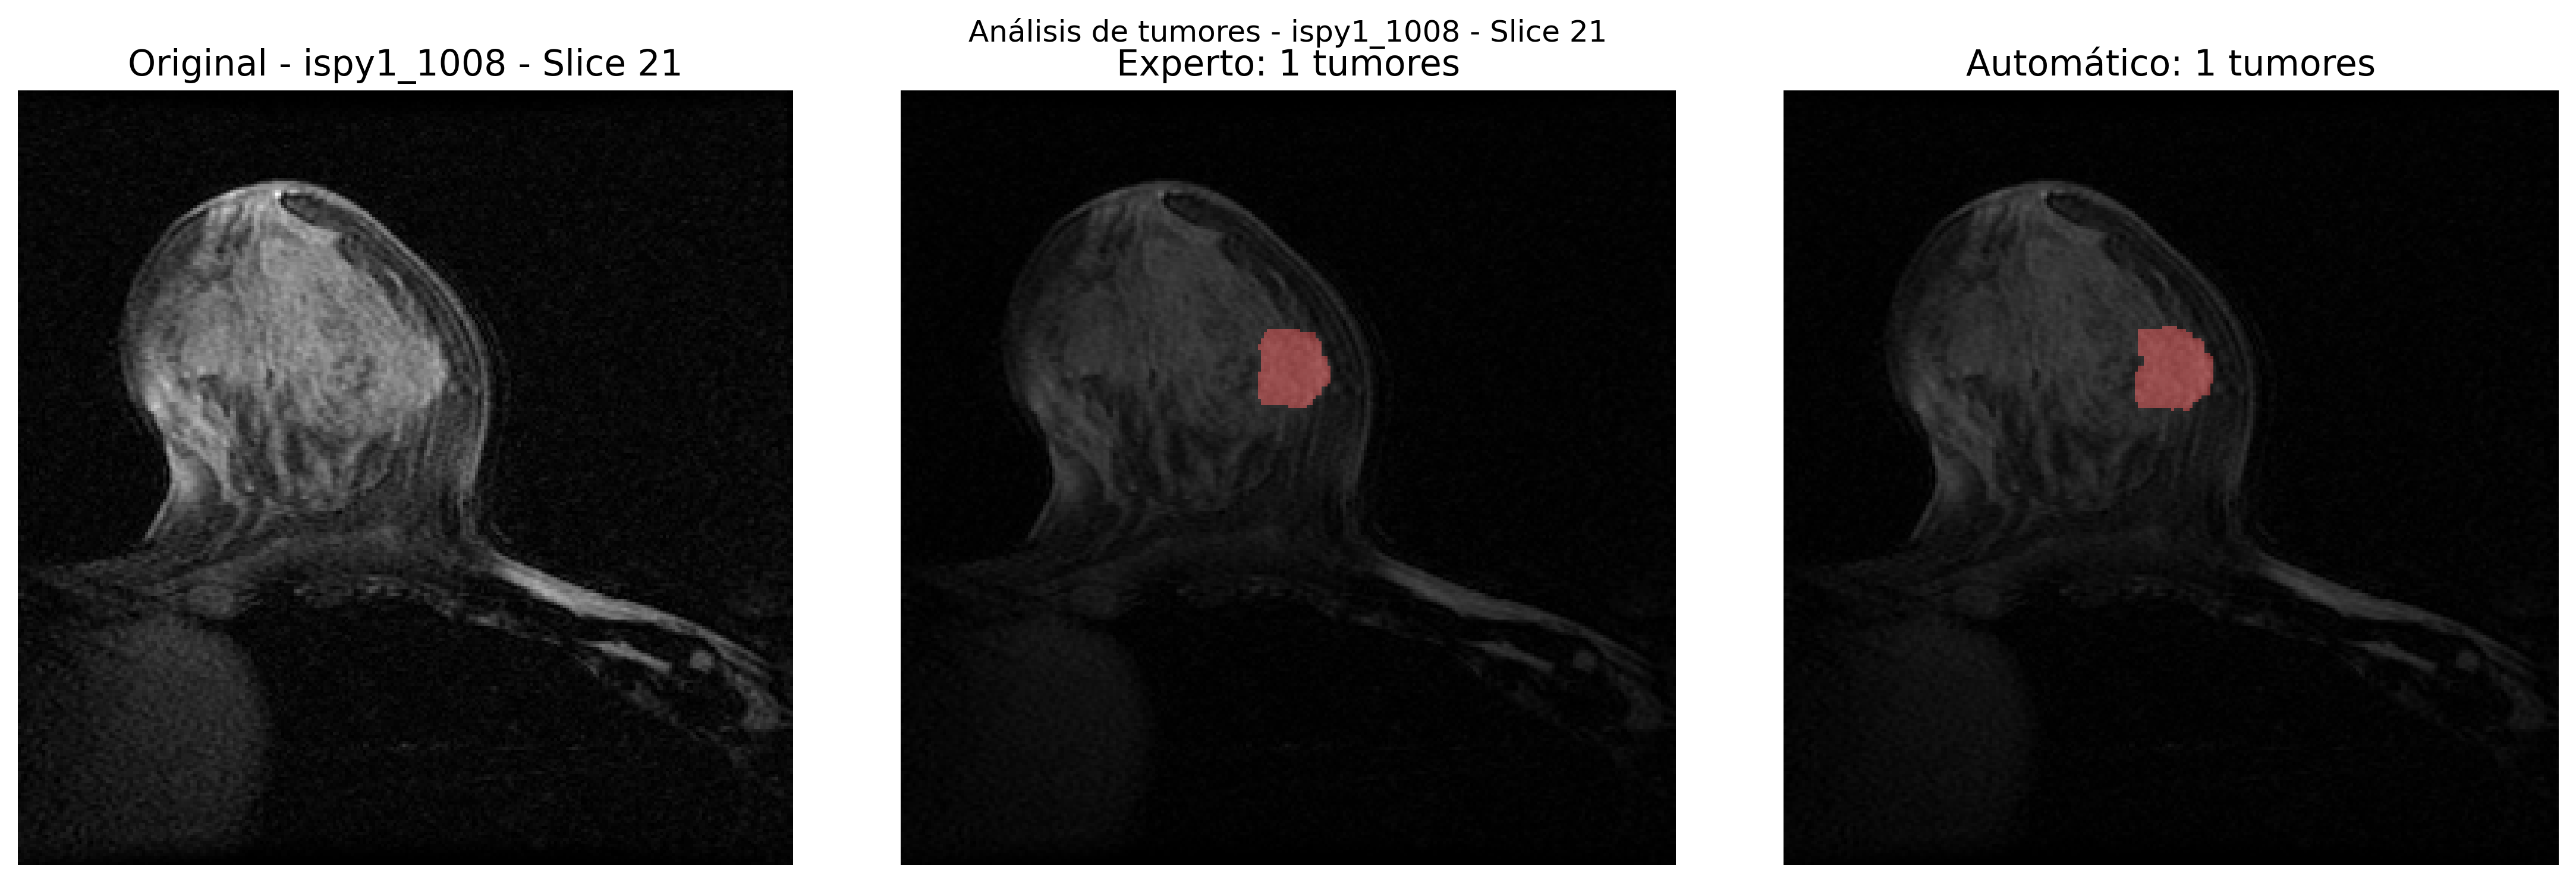 Análisis de tumores - ispy1_1008 - Slice 21
Original - ispy1_1008 - Slice 21
Experto: 1 tumores
Automático: 1 tumores